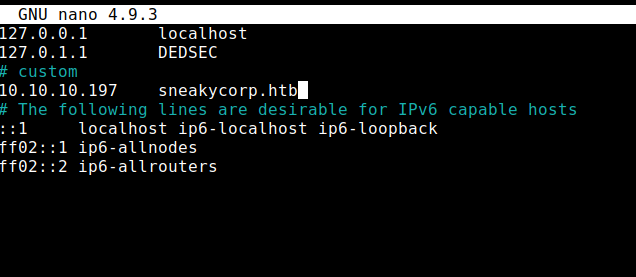 GNU nano 4.9.3
127.0.0.1 localhost
127.0.1.1 DEDSEC
# custom
10.10.10.197 sneakycorp.htb
# The following lines are desirable for IPv6 capable hosts
::1 localhost ip6-localhost ip6-loopback
ff02::1 ip6-allnodes
ff02::2 ip6-allrouters